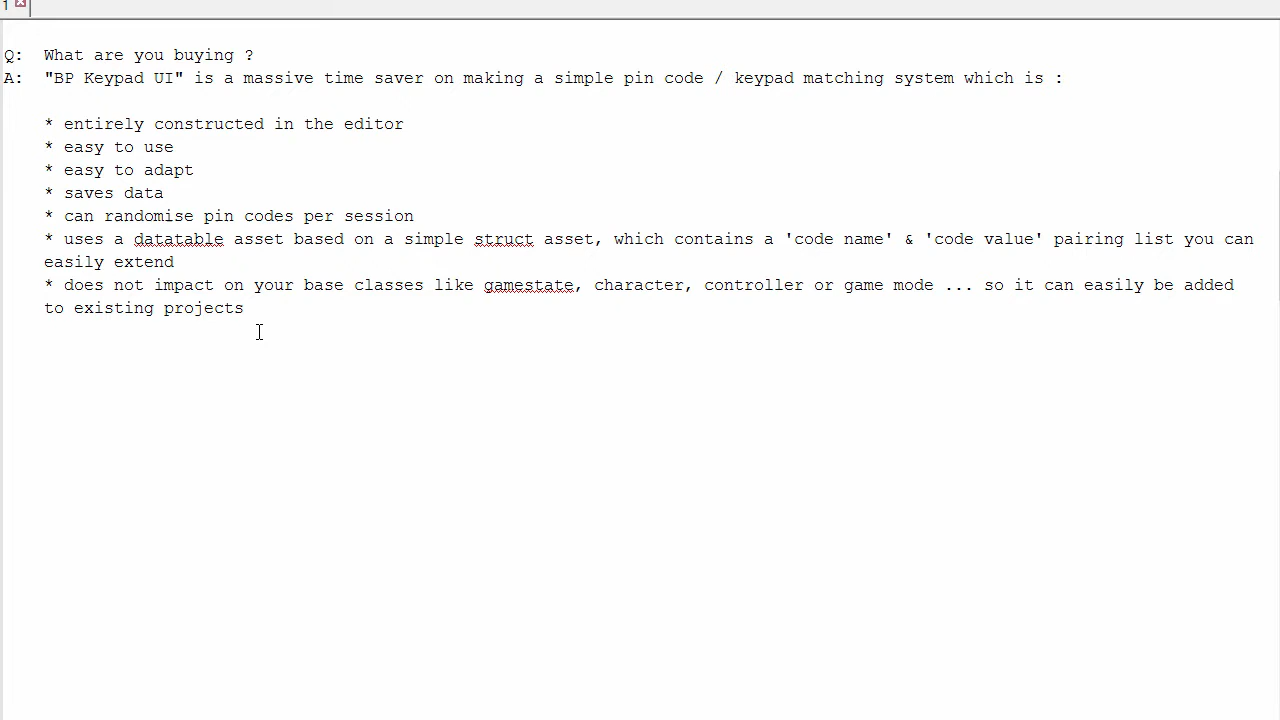 1
Q:  What are you buying ?
A:  "BP Keypad UI" is a massive time saver on making a simple pin code / keypad matching system which is :
* entirely constructed in the editor
* easy to use
* easy to adapt
* saves data
* can randomise pin codes per session
* uses a datatable asset based on a simple struct asset, which contains a 'code name' & 'code value' pairing list you can
easily extend
* does not impact on your base classes like gamestate, character, controller or game mode ... so it can easily be added
to existing projects